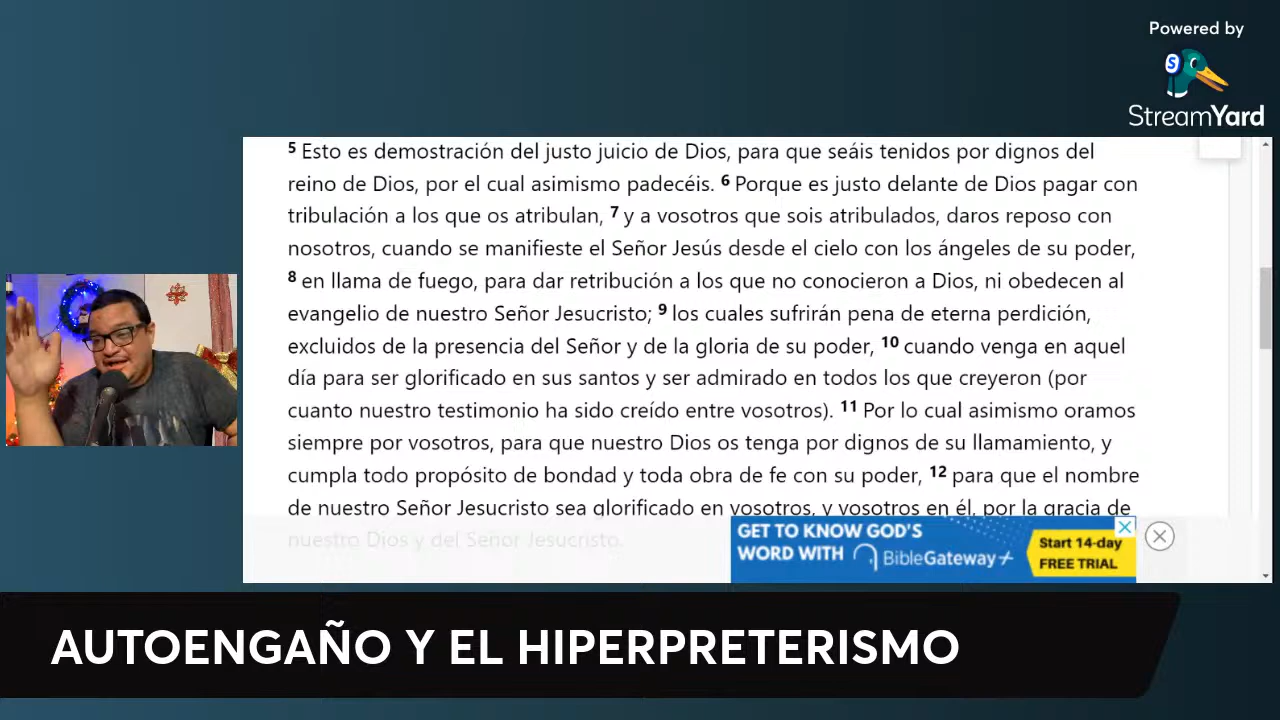 Powered by
StreamYard
5 Esto es demostración del justo juicio de Dios, para que seáis tenidos por dignos del
reino de Dios, por el cual asimismo padecéis. 6 Porque es justo delante de Dios pagar con
tribulación a los que os atribulan, 7 y a vosotros que sois atribulados, daros reposo con
nosotros, cuando se manifieste el Señor Jesús desde el cielo con los ángeles de su poder,
8 en llama de fuego, para dar retribución a los que no conocieron a Dios, ni obedecen al
evangelio de nuestro Señor Jesucristo; 9 los cuales sufrirán pena de eterna perdición,
excluidos de la presencia del Señor y de la gloria de su poder, 10 cuando venga en aquel
día para ser glorificado en sus santos y ser admirado en todos los que creyeron (por
cuanto nuestro testimonio ha sido creído entre vosotros). 11 Por lo cual asimismo oramos
siempre por vosotros, para que nuestro Dios os tenga por dignos de su llamamiento, y
cumpla todo propósito de bondad y toda obra de fe con su poder, 12 para que el nombre
de nuestro Señor Jesucristo sea glorificado en vosotros, y vosotros en él, por la gracia de
nuestro Dios y del Señor Jesucristo.
GET TO KNOW GOD'S
WORD WITH BibleGateway+
Start 14-day
FREE TRIAL
AUTOENGAÑO Y EL HIPERPRETERISMO